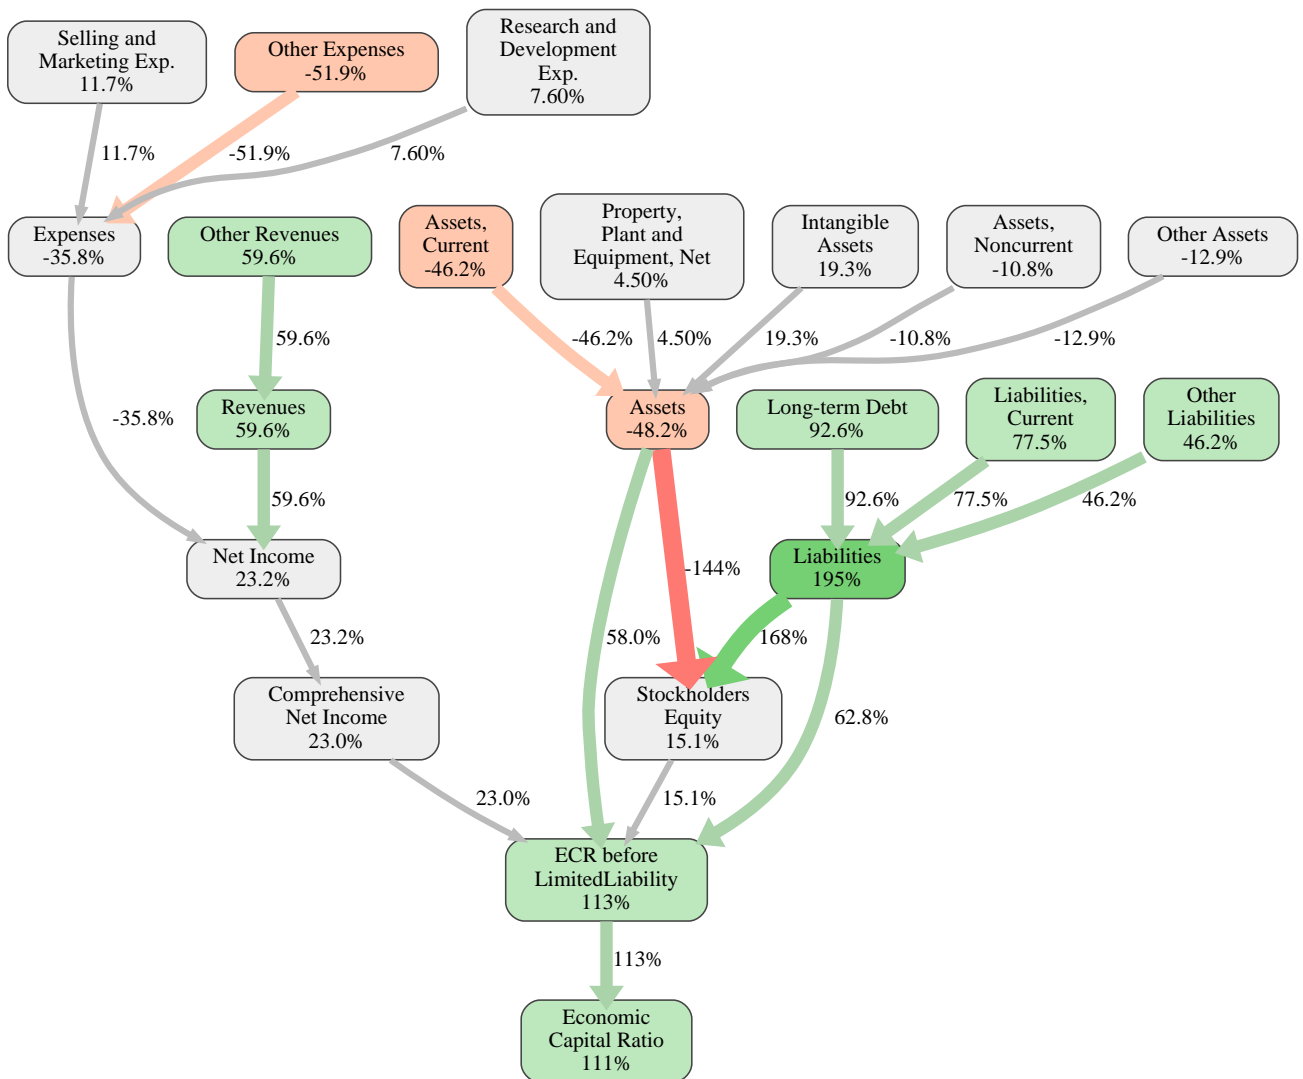 Selling and
Marketing Exp.
11.7%
Other Expenses
-51.9%
Research and
Development
Exp.
7.60%
11.7%
-51.9%
7.60%
Expenses
-35.8%
Other Revenues
59.6%
Assets,
Current
-46.2%
Property,
Plant and
Equipment, Net
4.50%
Intangible
Assets
19.3%
Assets,
Noncurrent
-10.8%
Other Assets
-12.9%
59.6%
-46.2%
4.50%
19.3%
-10.8%
-12.9%
-35.8%
Revenues
59.6%
Assets
-48.2%
Long-term Debt
92.6%
Liabilities,
Current
77.5%
Other
Liabilities
46.2%
59.6%
92.6%
77.5%
46.2%
Net Income
23.2%
-144%
Liabilities
195%
23.2%
58.0%
168%
Comprehensive
Net Income
23.0%
Stockholders
Equity
15.1%
62.8%
23.0%
15.1%
ECR before
LimitedLiability
113%
113%
Economic
Capital Ratio
111%